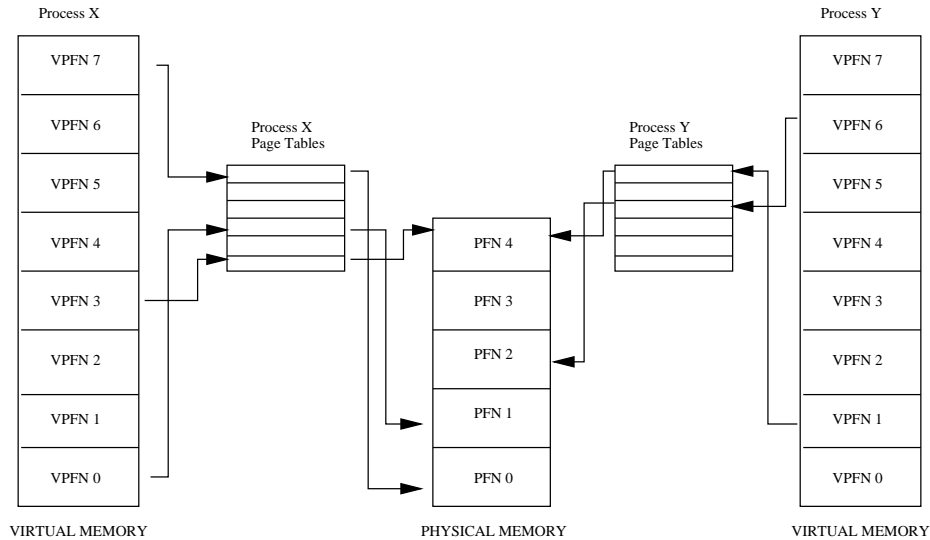 Process X
Process Y
VPFN 7
VPFN 6
VPFN 5
VPFN 4
VPFN 3
VPFN 2
VPFN 1
VPFN 0
VIRTUAL MEMORY
Process X
Page Tables
PFN 4
PFN 3
PFN 2
PFN 1
PFN 0
PHYSICAL MEMORY
Process Y
Page Tables
VPFN 7
VPFN 6
VPFN 5
VPFN 4
VPFN 3
VPFN 2
VPFN 1
VPFN 0
VIRTUAL MEMORY